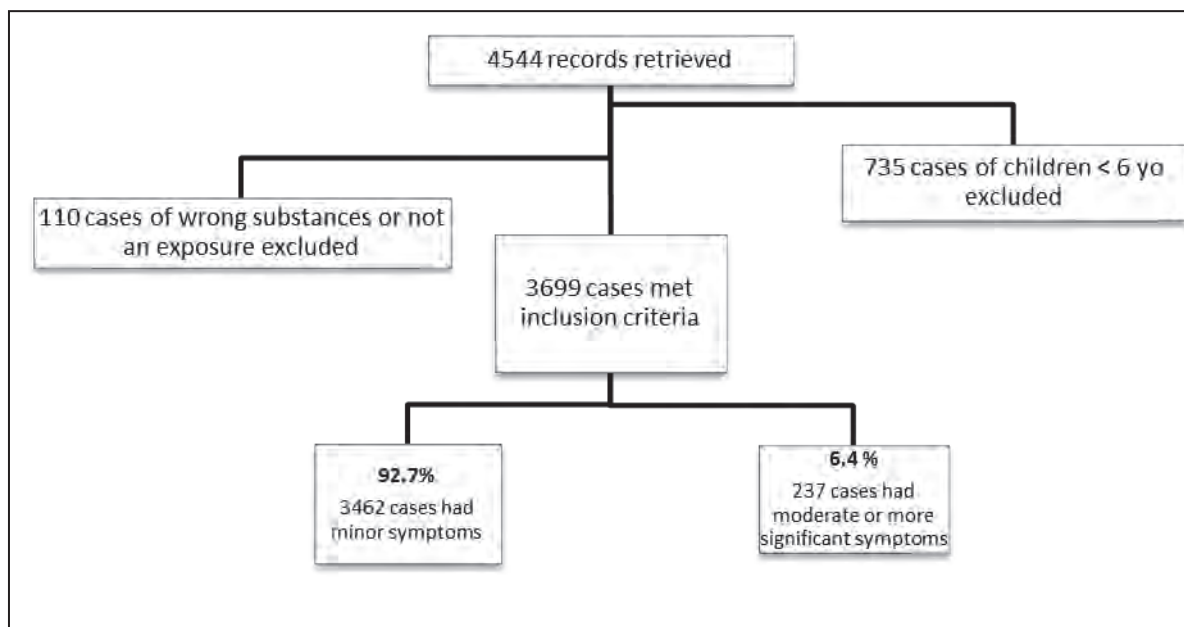 4544 records retrieved
735 cases of children < 6 yo
excluded
110 cases of wrong substances or not
an exposure excluded
3699 cases met
inclusion criteria
92.7%
3462 cases had
minor symptoms
6.4 %
237 cases had
moderate or more
significant symptoms